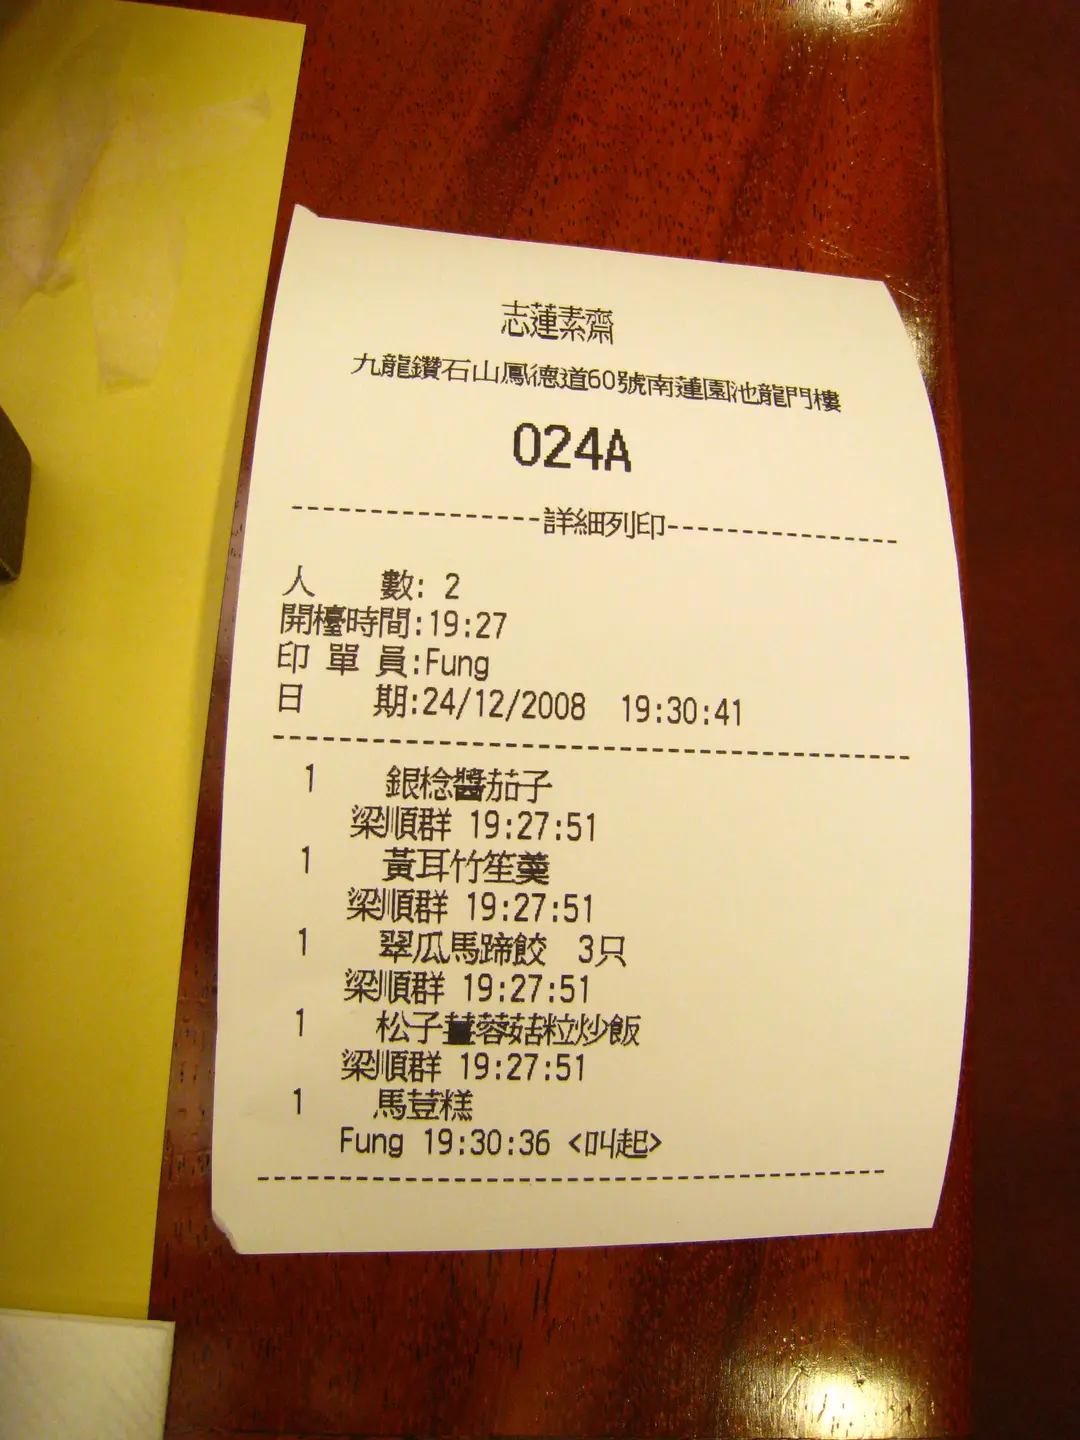 志蓮素齋
九龍鑽石山鳳德道60號南蓮園池龍門樓
024A
---------------詳細列印---------------
人 數: 2
開檯時間:19:27
印 單 員:Fung
日 期:24/12/2008 19:30:41
1 銀棯醬茄子
梁順群 19:27:51
1 黃耳竹笙羹
梁順群 19:27:51
1 翠瓜馬蹄餃 3只
梁順群 19:27:51
1 松子薑蓉菇粒炒飯
梁順群 19:27:51
1 馬荳糕
Fung 19:30:36 <叫起>